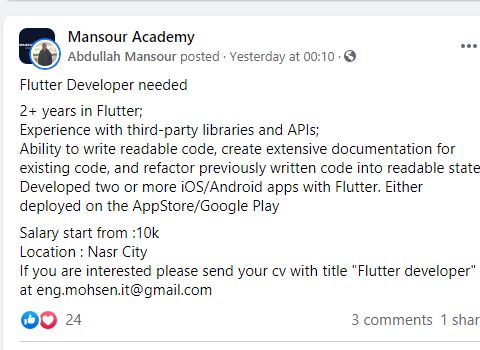 Mansour Academy
Abdullah Mansour posted · Yesterday at 00:10 ·
Flutter Developer needed
2+ years in Flutter;
Experience with third-party libraries and APIs;
Ability to write readable code, create extensive documentation for
existing code, and refactor previously written code into readable state
Developed two or more iOS/Android apps with Flutter. Either
deployed on the AppStore/Google Play
Salary start from :10k
Location : Nasr City
If you are interested please send your cv with title "Flutter developer"
at eng.mohsen.it@gmail.com
24
3 comments 1 shar